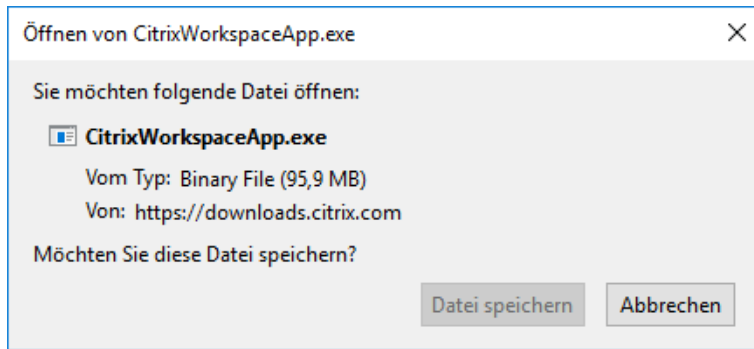 Öffnen von CitrixWorkspaceApp.exe
Sie möchten folgende Datei öffnen:
CitrixWorkspaceApp.exe
Vom Typ: Binary File (95,9 MB)
Von: https://downloads.citrix.com
Möchten Sie diese Datei speichern?
Datei speichern Abbrechen